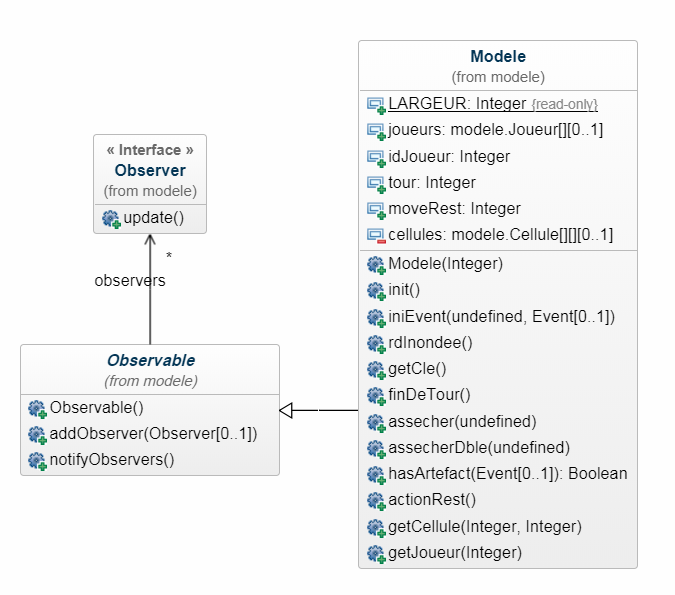 « Interface »
Observer
(from modele)
update()
*
observers
Observable
(from modele)
Observable()
addObserver(Observer[0..1])
notifyObservers()
Modele
(from modele)
LARGEUR: Integer {read-only}
joueurs: modele.Joueur[][0..1]
idJoueur: Integer
tour: Integer
moveRest: Integer
cellules: modele.Cellule[][][0..1]
Modele(Integer)
init()
iniEvent(undefined, Event[0..1])
rdInondee()
getCle()
finDeTour()
assecher(undefined)
assecherDble(undefined)
hasArtefact(Event[0..1]): Boolean
actionRest()
getCellule(Integer, Integer)
getJoueur(Integer)